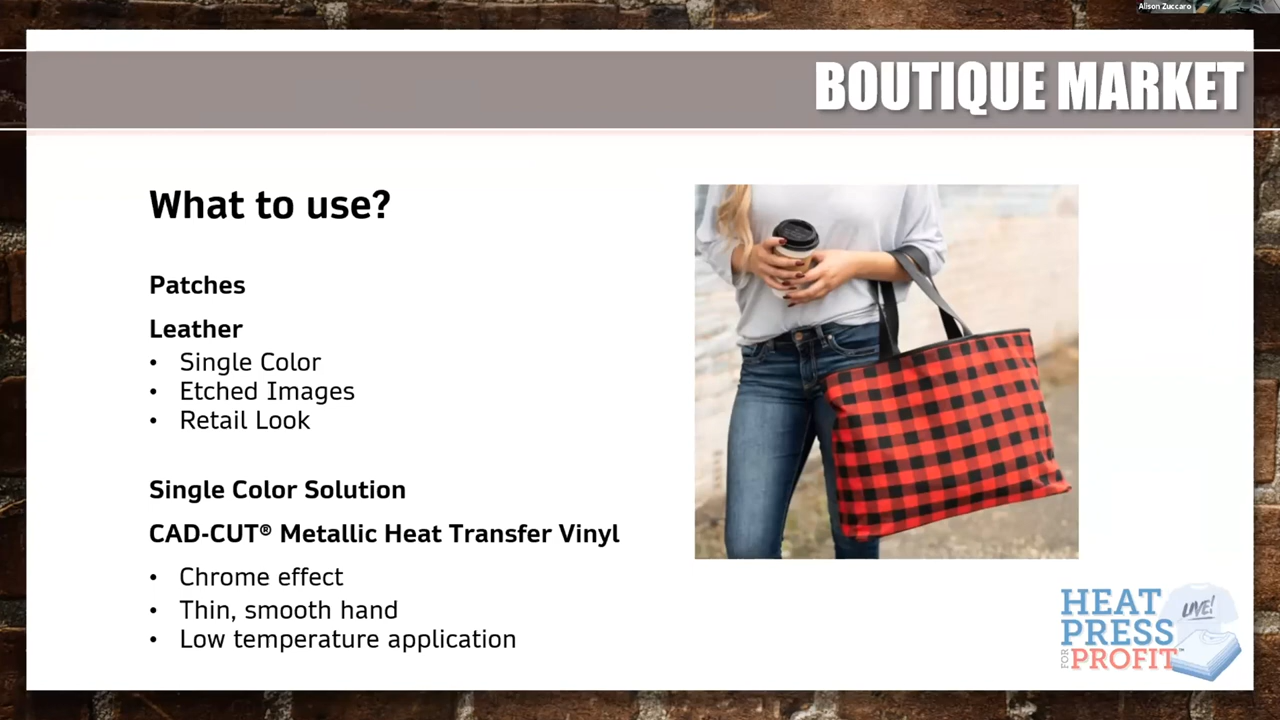 Alison Zuccaro
BOUTIQUE MARKET
What to use?
Patches
Leather
• Single Color
• Etched Images
• Retail Look
Single Color Solution
CAD-CUT® Metallic Heat Transfer Vinyl
• Chrome effect
• Thin, smooth hand
• Low temperature application
HEAT
LIVE!
PRESS
FOR PROFIT™